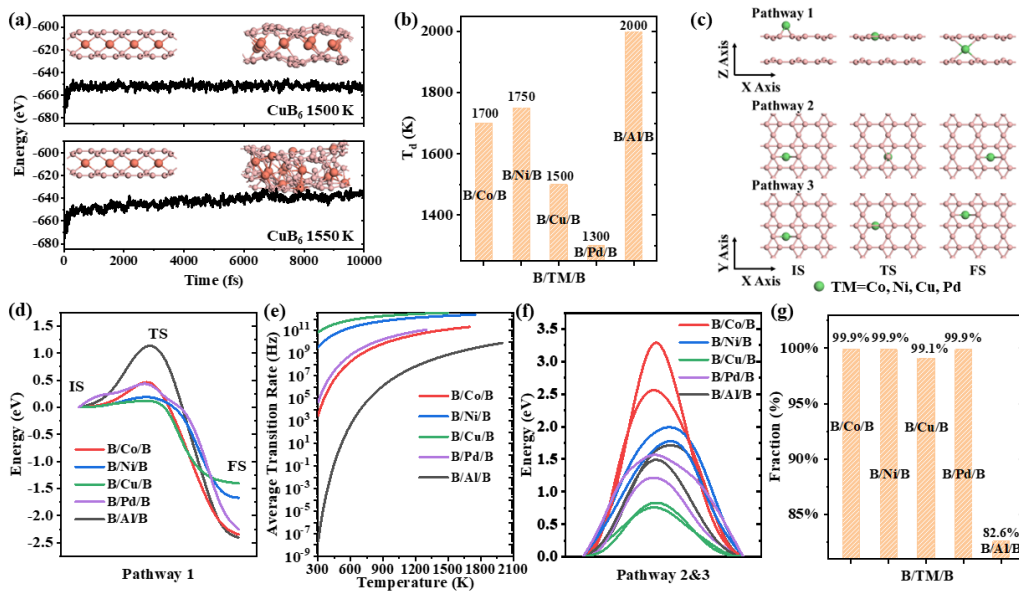 (a)
-600
-620
-640
-660
-680
CuB6 1500 K
-600
-620
-640
-660
-680
CuB6 1550 K
0 2000 4000 6000 8000 10000
Time (fs)
Energy (eV)
(b)
2000
1800
1600
1400
Td (K)
1700
1750
1500
1300
2000
B/Co/B
B/Ni/B
B/Cu/B
B/Pd/B
B/Al/B
B/TM/B
(c)
Pathway 1
Z Axis
X Axis
Pathway 2
Pathway 3
Y Axis
X Axis
IS TS FS
TM=Co, Ni, Cu, Pd
(d)
1.5
1.0
0.5
0.0
-0.5
-1.0
-1.5
-2.0
-2.5
Energy (eV)
IS
TS
FS
B/Co/B
B/Ni/B
B/Cu/B
B/Pd/B
B/Al/B
Pathway 1
(e)
10^11
10^9
10^7
10^5
10^3
10^1
10^-1
10^-3
10^-5
10^-7
10^-9
Average Transition Rate (Hz)
B/Co/B
B/Ni/B
B/Cu/B
B/Pd/B
B/Al/B
300 600 900 1200 1500 1800 2100
Temperature (K)
(f)
3.5
3.0
2.5
2.0
1.5
1.0
0.5
0.0
Energy (eV)
B/Co/B
B/Ni/B
B/Cu/B
B/Pd/B
B/Al/B
Pathway 2&3
(g)
100%
95%
90%
85%
Fraction (%)
99.9% 99.9% 99.1% 99.9%
82.6%
B/Co/B
B/Ni/B
B/Cu/B
B/Pd/B
B/Al/B
B/TM/B